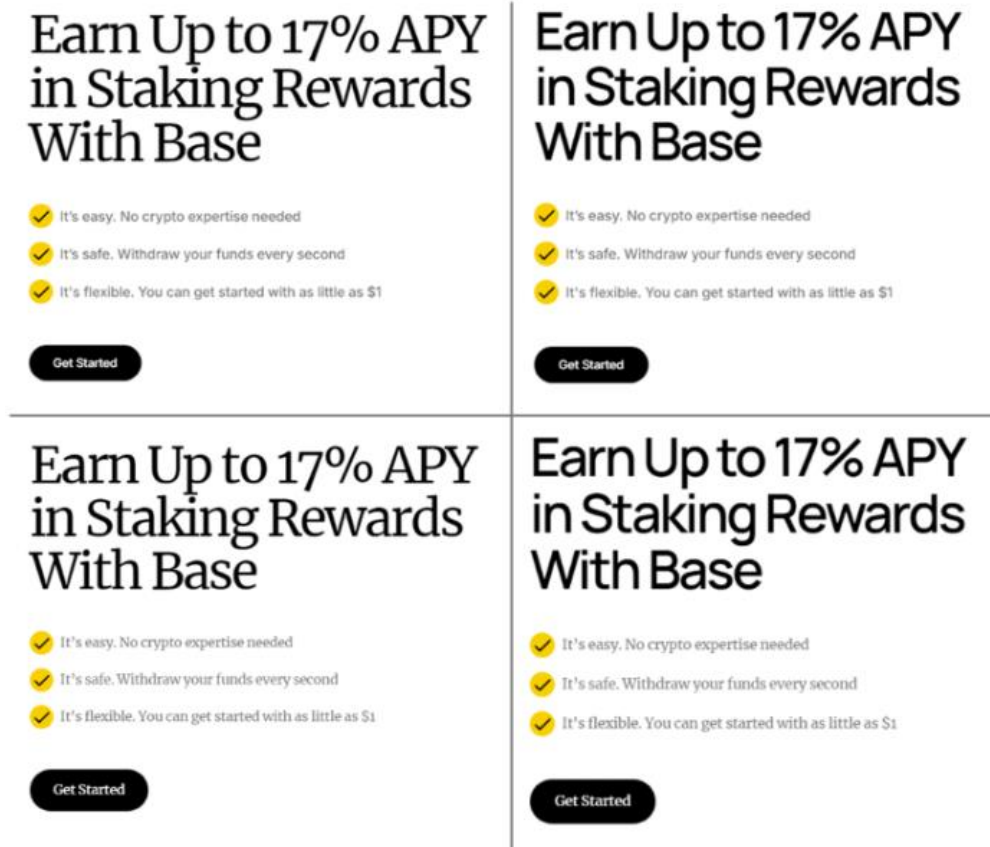 Earn Up to 17% APY
in Staking Rewards
With Base
It's easy. No crypto expertise needed
It's safe. Withdraw your funds every second
It's flexible. You can get started with as little as $1
Get Started
Earn Up to 17% APY
in Staking Rewards
With Base
It's easy. No crypto expertise needed
It's safe. Withdraw your funds every second
It's flexible. You can get started with as little as $1
Get Started
Earn Up to 17% APY
in Staking Rewards
With Base
It's easy. No crypto expertise needed
It's safe. Withdraw your funds every second
It's flexible. You can get started with as little as $1
Get Started
Earn Up to 17% APY
in Staking Rewards
With Base
It's easy. No crypto expertise needed
It's safe. Withdraw your funds every second
It's flexible. You can get started with as little as $1
Get Started